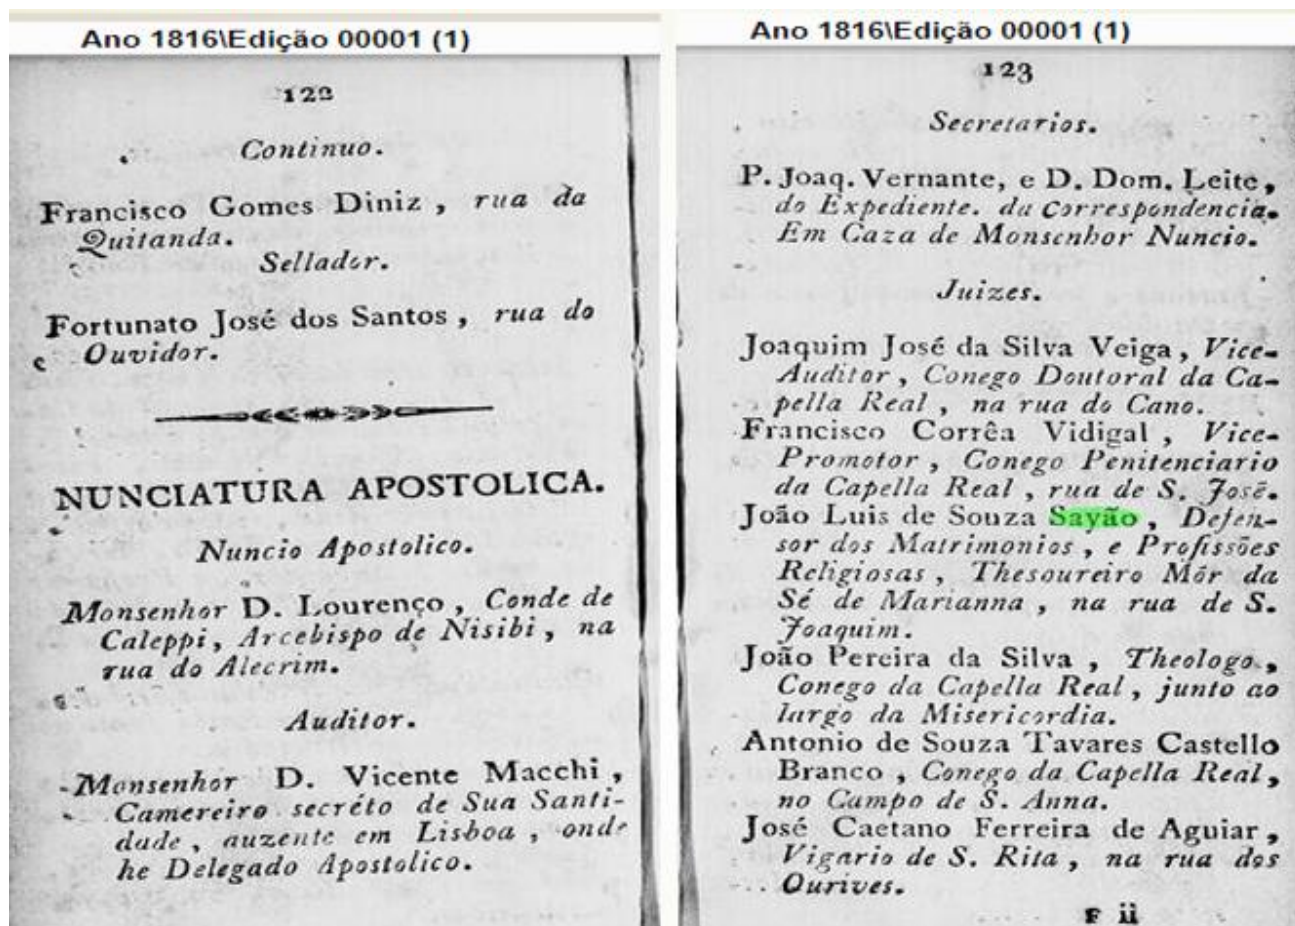 Ano 1816\Edição 00001 (1)
122
Continuo.
Francisco Gomes Diniz, rua da
Quitanda.
Sellador.
Fortunato José dos Santos, rua do
Ouvidor.
NUNCIATURA APOSTOLICA.
Nuncio Apostolico.
Monsenhor D. Lourenço, Conde de
Caleppi, Arcebispo de Nisibi, na
rua do Alecrim.
Auditor.
Monsenhor D. Vicente Macchi,
Camereiro secréto de Sua Santi-
dade, auzente em Lisboa, onde
he Delegado Apostolico.
Ano 1816\Edição 00001 (1)
123
Secretarios.
P. Joaq. Vernante, e D. Dom. Leite,
do Expediente. da Correspondencia.
Em Caza de Monsenhor Nuncio.
Juizes.
Joaquim José da Silva Veiga, Vice-
Auditor, Conego Doutoral da Ca-
pella Real, na rua do Cano.
Francisco Corrêa Vidigal, Vice-
Promotor, Conego Penitenciario
da Capella Real, rua de S. José.
João Luis de Souza Sayão, Defen-
sor dos Matrimonios, e Profissões
Religiosas, Thesoureiro Mór da
Sé de Marianna, na rua de S.
Joaquim.
João Pereira da Silva, Theologo,
Conego da Capella Real, junto ao
largo da Misericordia.
Antonio de Souza Tavares Castello
Branco, Conego da Capella Real,
no Campo de S. Anna.
José Caetano Ferreira de Aguiar,
Vigario de S. Rita, na rua dos
Ourives.
F ii